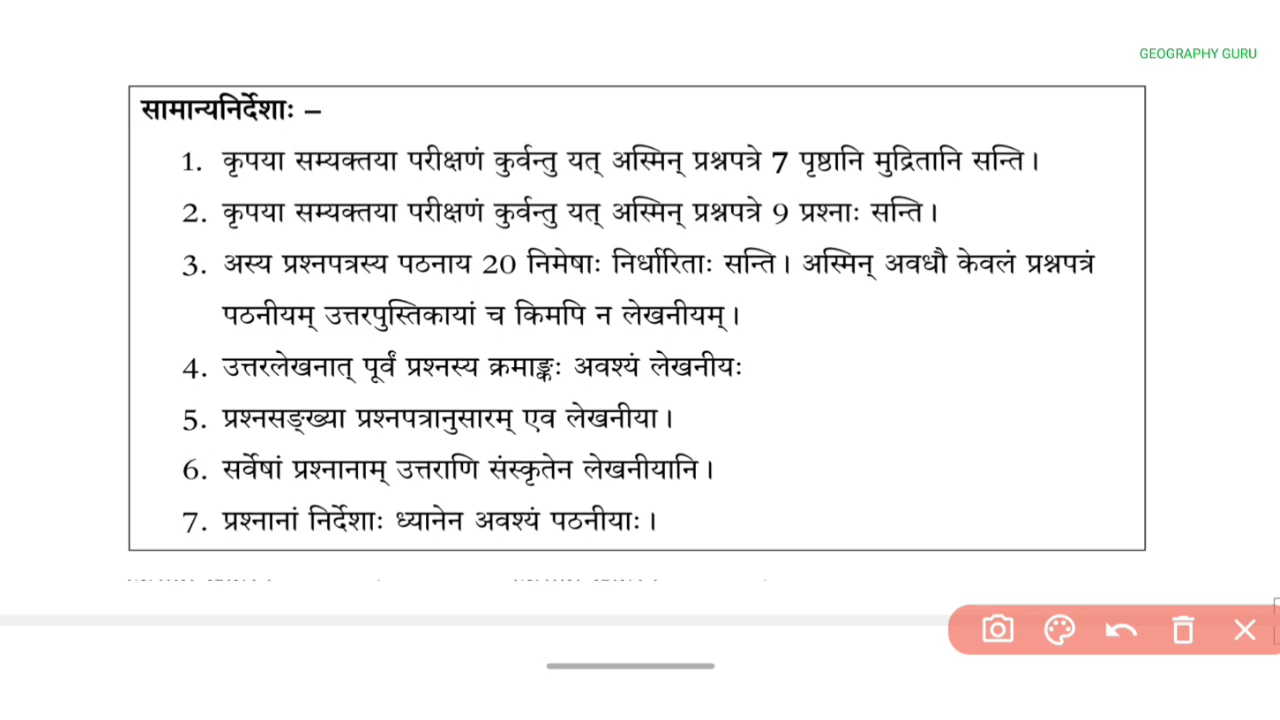 GEOGRAPHY GURU
सामान्यनिर्देशाः –
1. कृपया सम्यक्तया परीक्षणं कुर्वन्तु यत् अस्मिन् प्रश्नपत्रे 7 पृष्ठानि मुद्रितानि सन्ति।
2. कृपया सम्यक्तया परीक्षणं कुर्वन्तु यत् अस्मिन् प्रश्नपत्रे 9 प्रश्नाः सन्ति।
3. अस्य प्रश्नपत्रस्य पठनाय 20 निमेषाः निर्धारिताः सन्ति। अस्मिन् अवधौ केवलं प्रश्नपत्रं
पठनीयम् उत्तरपुस्तिकायां च किमपि न लेखनीयम्।
4. उत्तरलेखनात् पूर्वं प्रश्नस्य क्रमाङ्कः अवश्यं लेखनीयः
5. प्रश्नसङ्ख्या प्रश्नपत्रानुसारम् एव लेखनीया।
6. सर्वेषां प्रश्नानाम् उत्तराणि संस्कृतेन लेखनीयानि।
7. प्रश्नानां निर्देशाः ध्यानेन अवश्यं पठनीयाः।